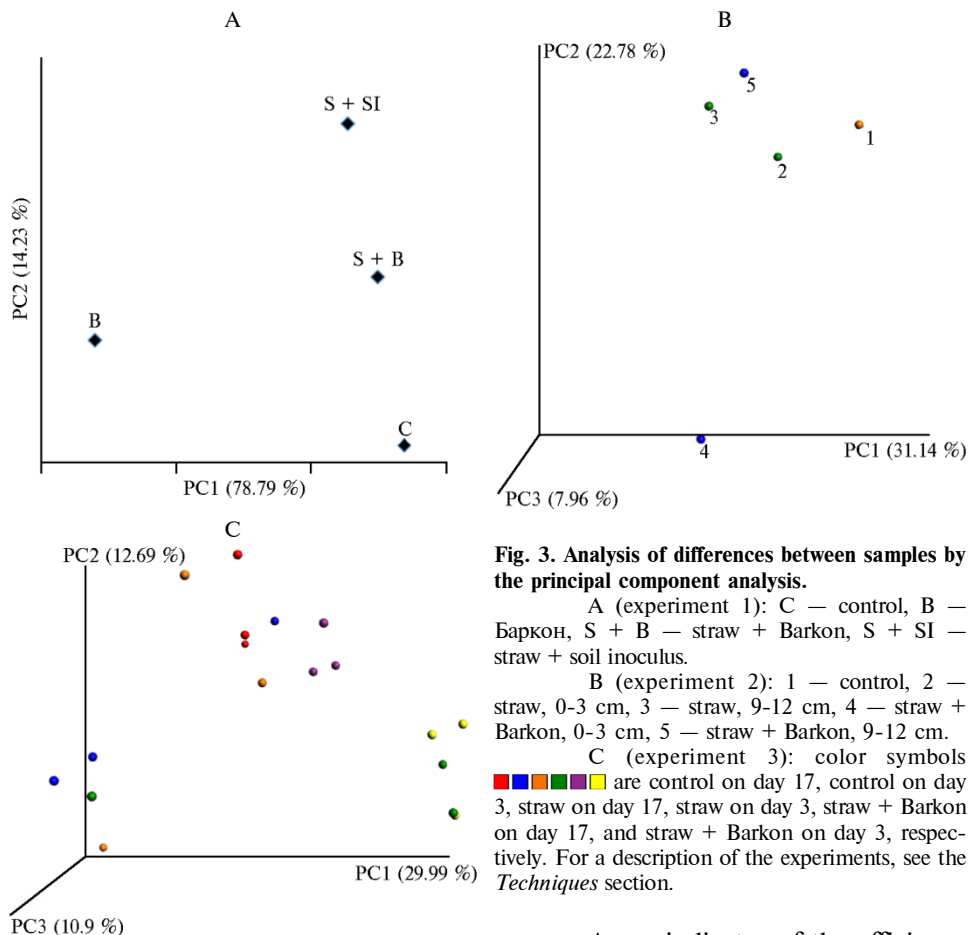 A
PC2 (14.23 %)
S + SI
S + B
B
C
PC1 (78.79 %)
B
PC2 (22.78 %)
5
3
1
2
4
PC1 (31.14 %)
PC3 (7.96 %)
C
PC2 (12.69 %)
PC1 (29.99 %)
PC3 (10.9 %)
Fig. 3. Analysis of differences between samples by
the principal component analysis.
A (experiment 1): C — control, B —
Баркон, S + B — straw + Barkon, S + SI —
straw + soil inoculus.
B (experiment 2): 1 — control, 2 —
straw, 0-3 cm, 3 — straw, 9-12 cm, 4 — straw +
Barkon, 0-3 cm, 5 — straw + Barkon, 9-12 cm.
C (experiment 3): color symbols
are control on day 17, control on day
3, straw on day 17, straw on day 3, straw + Barkon
on day 17, and straw + Barkon on day 3, respec-
tively. For a description of the experiments, see the
Techniques section.